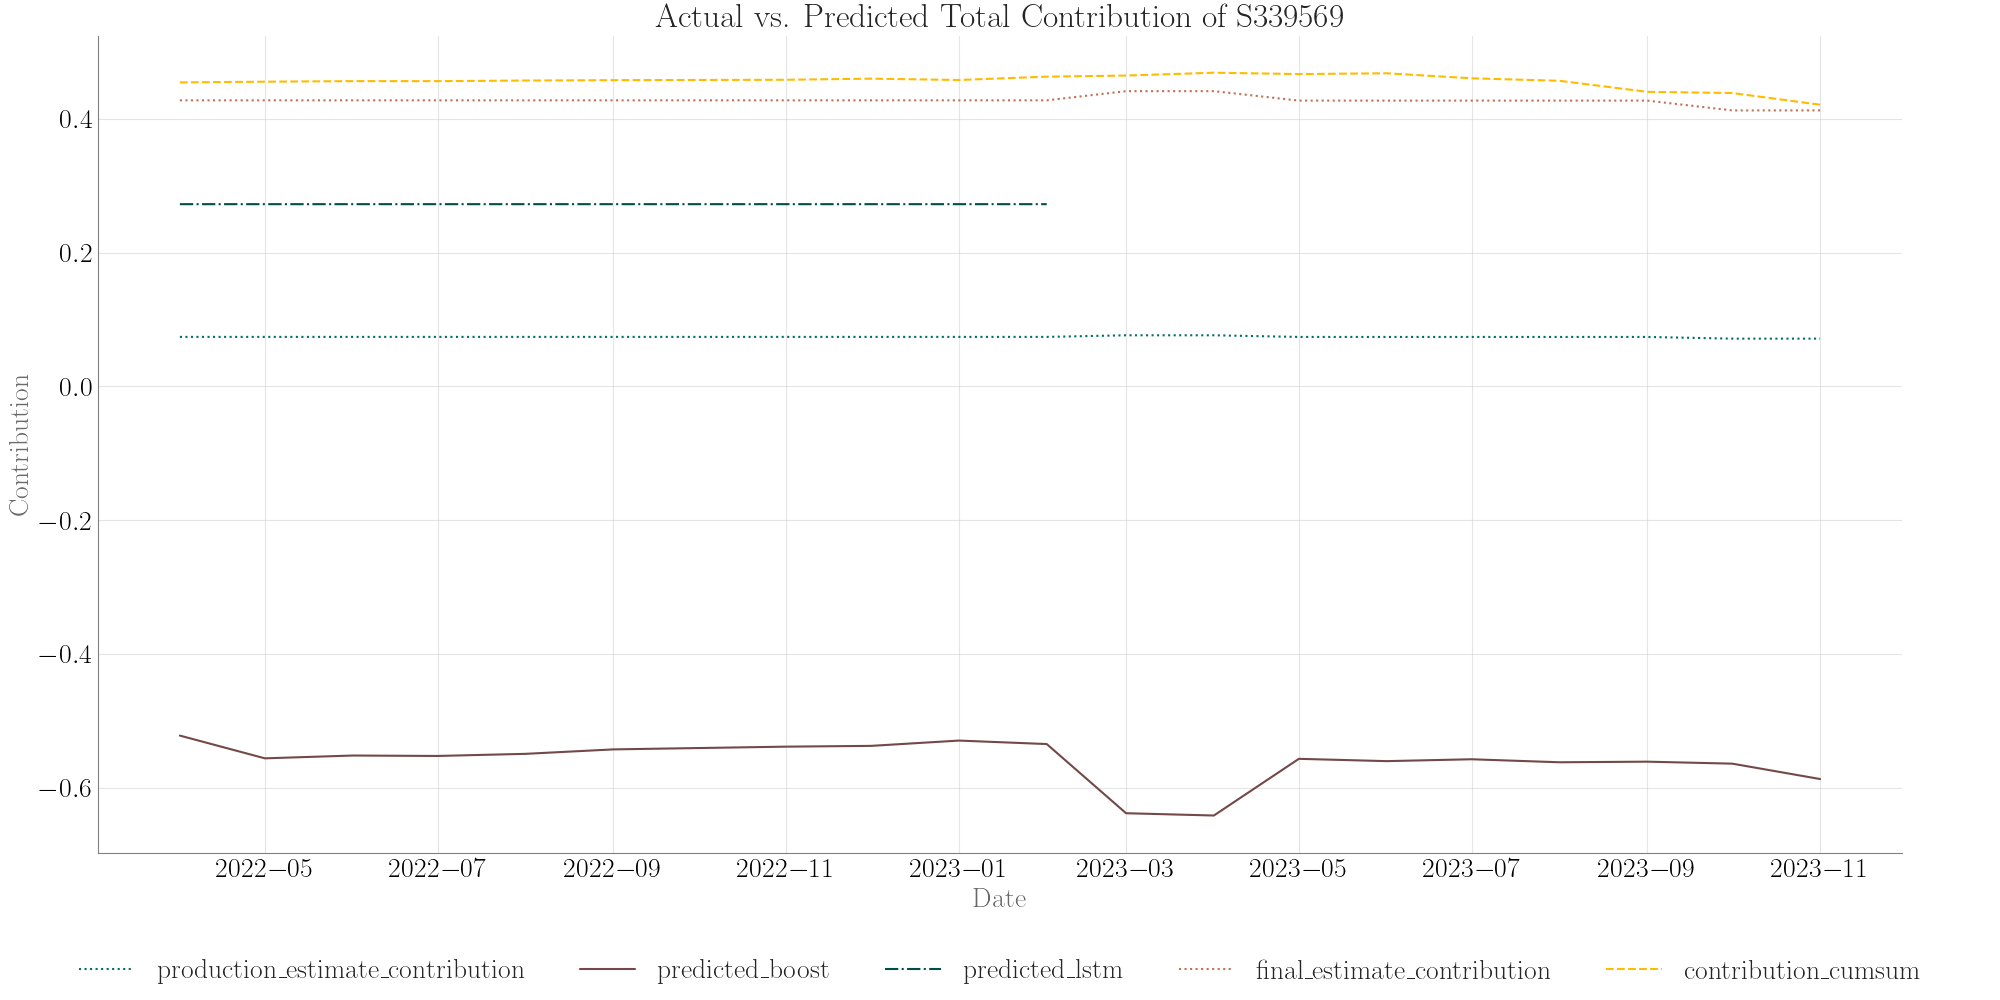 Actual vs. Predicted Total Contribution of S339569
Contribution
0.4
0.2
0.0
−0.2
−0.4
−0.6
2022−05 2022−07 2022−09 2022−11 2023−01 2023−03 2023−05 2023−07 2023−09 2023−11
Date
production_estimate_contribution predicted_boost predicted_lstm final_estimate_contribution contribution_cumsum